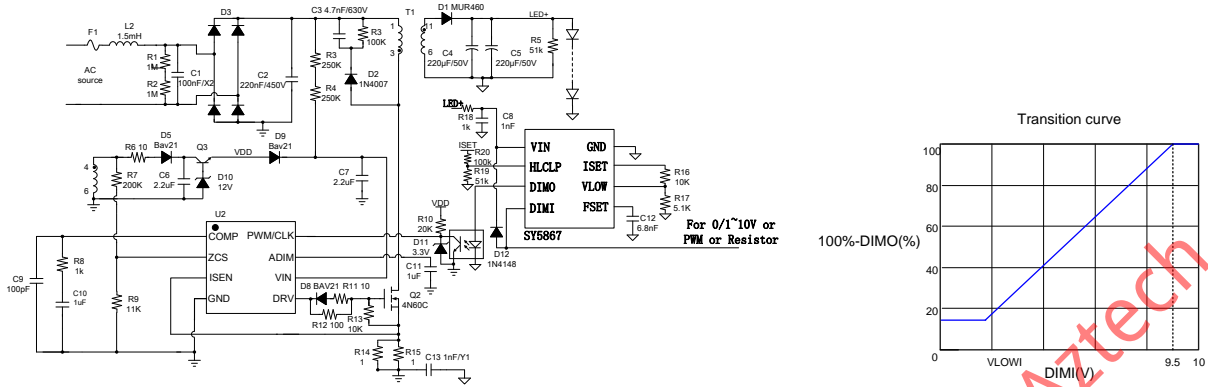 F1
L2
1.5mH
AC
source
R1
1M
R2
1M
C1
100nF/X2
D3
C2
220nF/450V
C3 4.7nF/630V
R3
100K
R3
250K
R4
250K
D2
1N4007
T1
1
3
11
6
D1 MUR460
C4
220μF/50V
C5
220μF/50V
LED+
R5
51k
LED+
R18
1k
C8
1nF
ISET
R20
100k
R19
51k
VIN
HLCLP
DIMO
DIMI
GND
ISET
VLOW
FSET
SY5867
R16
10K
R17
5.1K
C12
6.8nF
For 0/1~10V or
PWM or Resistor
D12
1N4148
4
6
R6 10
R7
200K
D5
Bav21
C6
2.2uF
Q3
D10
12V
VDD
D9
Bav21
C7
2.2uF
U2
COMP
ZCS
ISEN
GND
PWM/CLK
ADIM
VIN
DRV
VDD
R10
20K
D11
3.3V
C11
1uF
C9
100pF
R8
1k
C10
1uF
R9
11K
D8 BAV21
R11 10
R12 100
R13
10K
Q2
4N60C
R14
1
R15
1
C13 1nF/Y1
Transition curve
100%-DIMO(%)
100
80
60
40
20
0
VLOWI
9.5
10
DIMI(V)
Aztech